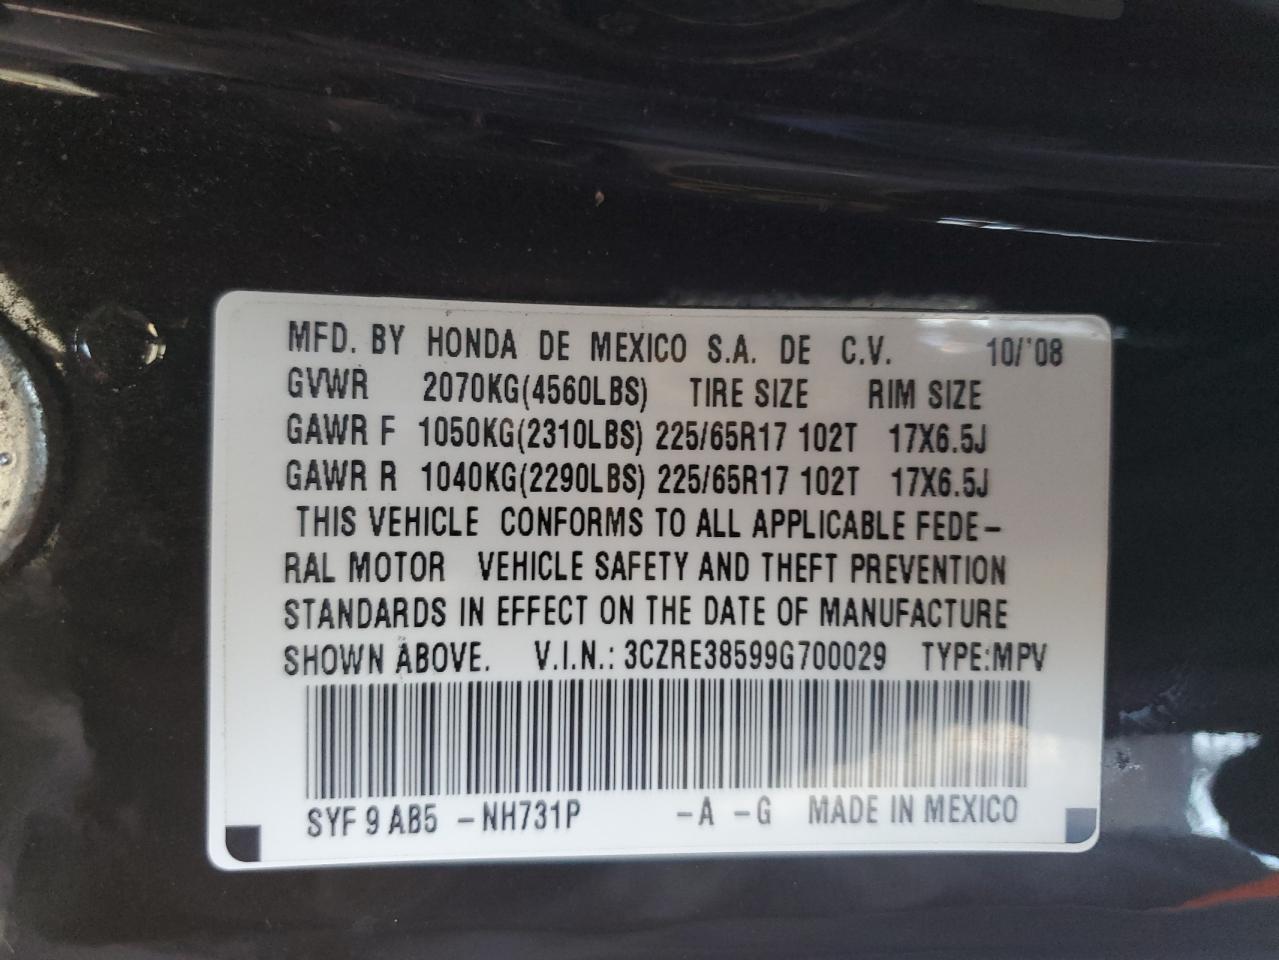 MFD. BY HONDA DE MEXICO S.A. DE C.V. 10/'08
GVWR 2070KG(4560LBS) TIRE SIZE RIM SIZE
GAWR F 1050KG(2310LBS) 225/65R17 102T 17X6.5J
GAWR R 1040KG(2290LBS) 225/65R17 102T 17X6.5J
THIS VEHICLE CONFORMS TO ALL APPLICABLE FEDE-
RAL MOTOR VEHICLE SAFETY AND THEFT PREVENTION
STANDARDS IN EFFECT ON THE DATE OF MANUFACTURE
SHOWN ABOVE. V.I.N.: 3CZRE38599G700029 TYPE:MPV
SYF 9 AB5 -NH731P -A -G MADE IN MEXICO